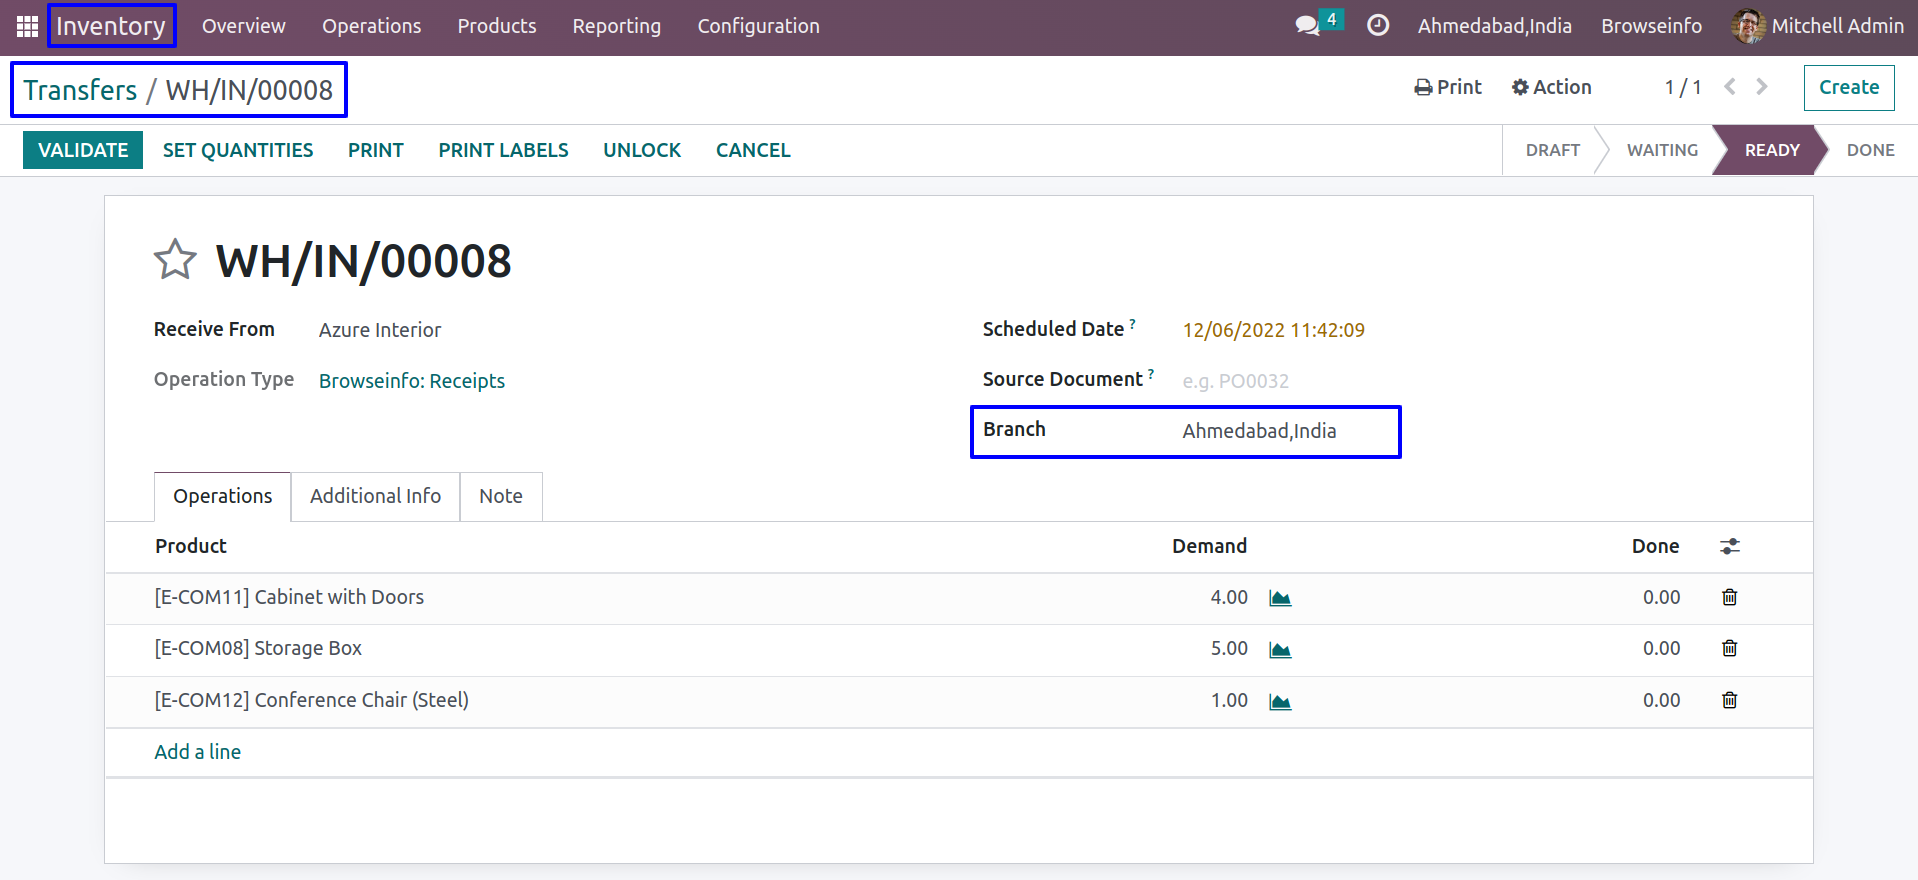 Inventory Overview Operations Products Reporting Configuration 4 Ahmedabad,India Browseinfo Mitchell Admin
Transfers / WH/IN/00008 Print Action 1 / 1 Create
VALIDATE SET QUANTITIES PRINT PRINT LABELS UNLOCK CANCEL DRAFT WAITING READY DONE
WH/IN/00008
Receive From Azure Interior Scheduled Date ? 12/06/2022 11:42:09
Operation Type Browseinfo: Receipts Source Document ? e.g. PO0032
Branch Ahmedabad,India
Operations Additional Info Note
Product Demand Done
[E-COM11] Cabinet with Doors 4.00 0.00
[E-COM08] Storage Box 5.00 0.00
[E-COM12] Conference Chair (Steel) 1.00 0.00
Add a line